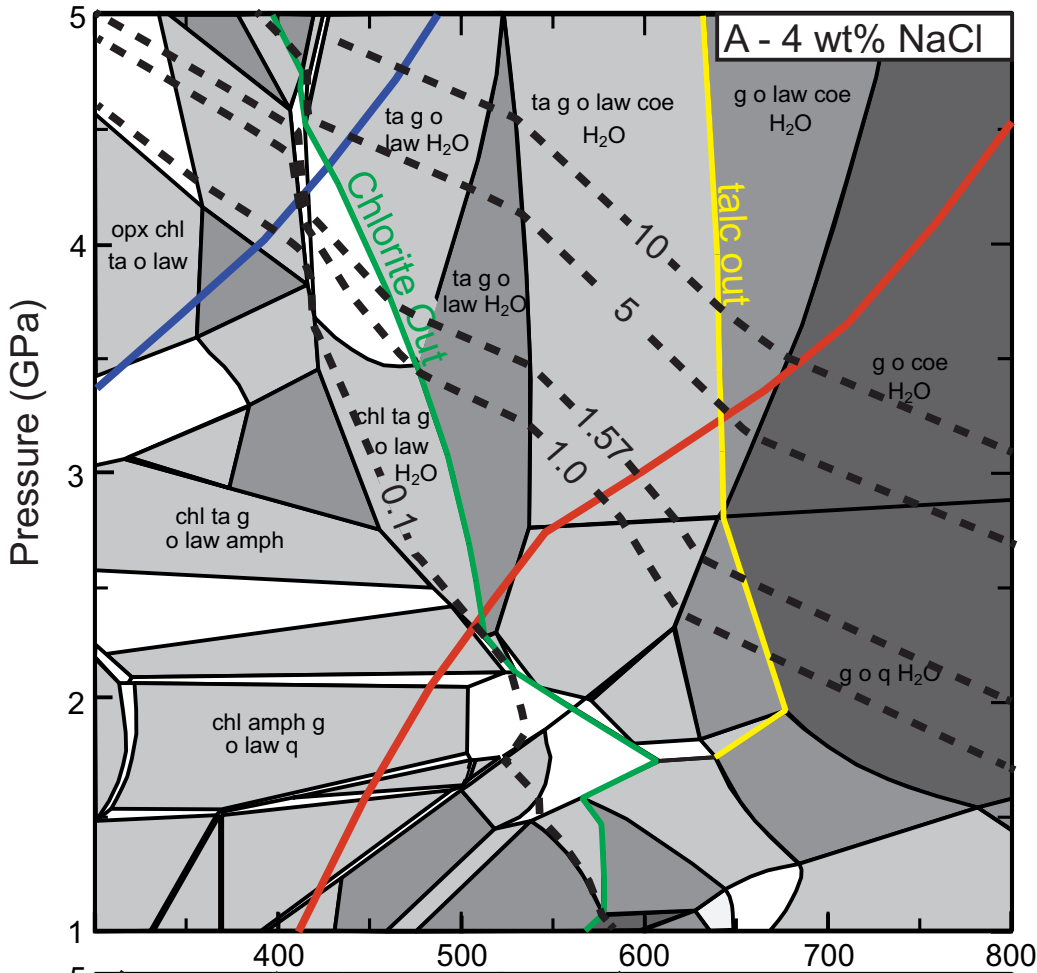 5
A - 4 wt% NaCl
ta g o
law H₂O
ta g o law coe
H₂O
g o law coe
H₂O
Chlorite Out
talc out
10
opx chl
ta o law
4
ta g o
law H₂O
5
g o coe
H₂O
Pressure (GPa)
chl ta g
o law
H₂O
1.57
1.0
3
0.1
chl ta g
o law amph
g o q H₂O
2
chl amph g
o law q
1
400
500
600
700
800
5